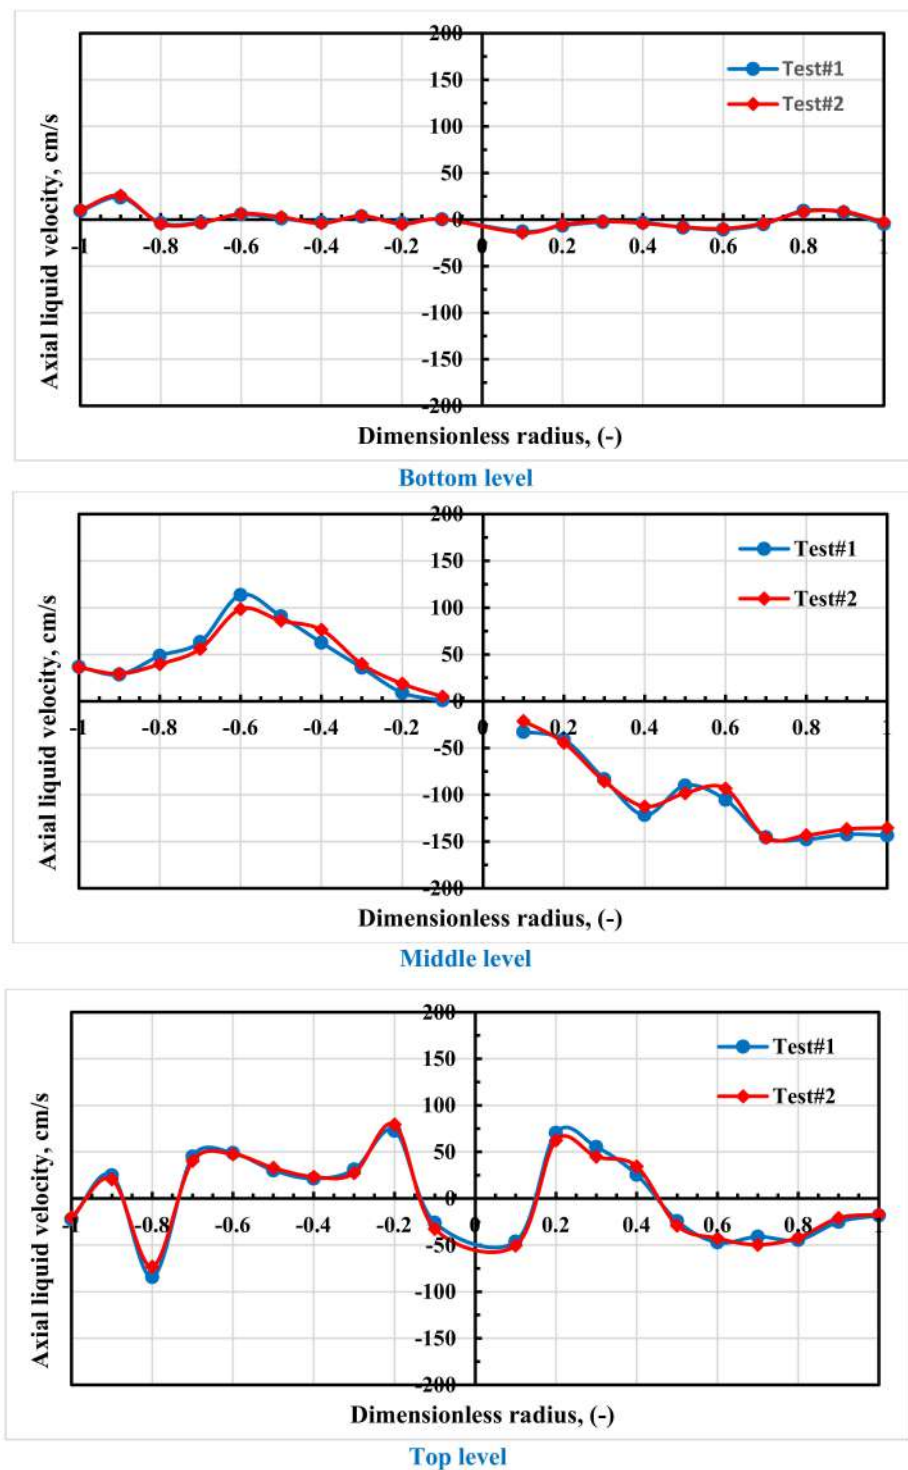 200
150
100
50
0
-50
-100
-150
-200
-1 -0.8 -0.6 -0.4 -0.2 0 0.2 0.4 0.6 0.8 1
Test#1
Test#2
Axial liquid velocity, cm/s
Dimensionless radius, (-)
Bottom level
200
150
100
50
0
-50
-100
-150
-200
-1 -0.8 -0.6 -0.4 -0.2 0 0.2 0.4 0.6 0.8 1
Test#1
Test#2
Axial liquid velocity, cm/s
Dimensionless radius, (-)
Middle level
200
150
100
50
0
-50
-100
-150
-200
-1 -0.8 -0.6 -0.4 -0.2 0 0.2 0.4 0.6 0.8 1
Test#1
Test#2
Axial liquid velocity, cm/s
Dimensionless radius, (-)
Top level